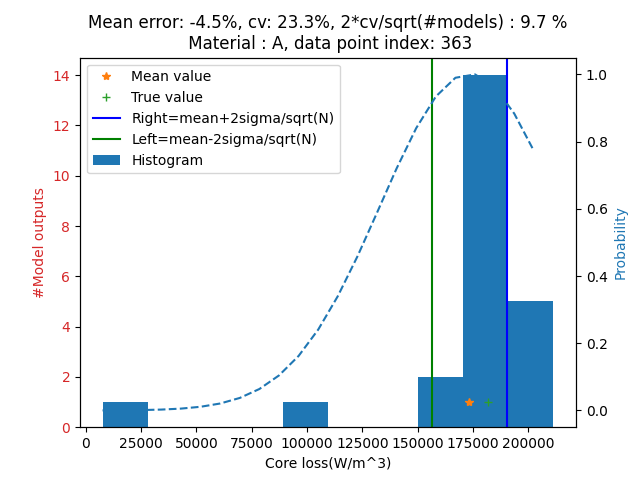 Mean error: -4.5%, cv: 23.3%, 2*cv/sqrt(#models) : 9.7 %
Material : A, data point index: 363
14
12
10
8
6
4
2
0
#Model outputs
Mean value
True value
Right=mean+2sigma/sqrt(N)
Left=mean-2sigma/sqrt(N)
Histogram
1.0
0.8
0.6
0.4
0.2
0.0
Probability
0 25000 50000 75000 100000 125000 150000 175000 200000
Core loss(W/m^3)